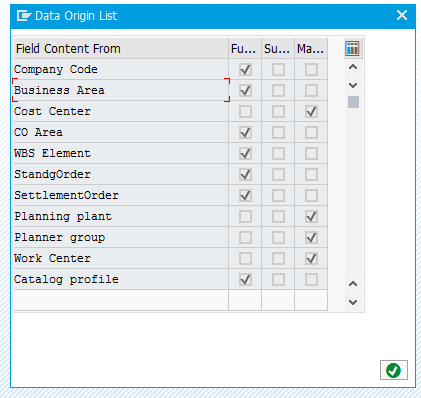 Data Origin List
Field Content From Fu... Su... Ma...
Company Code
Business Area
Cost Center
CO Area
WBS Element
StandgOrder
SettlementOrder
Planning plant
Planner group
Work Center
Catalog profile